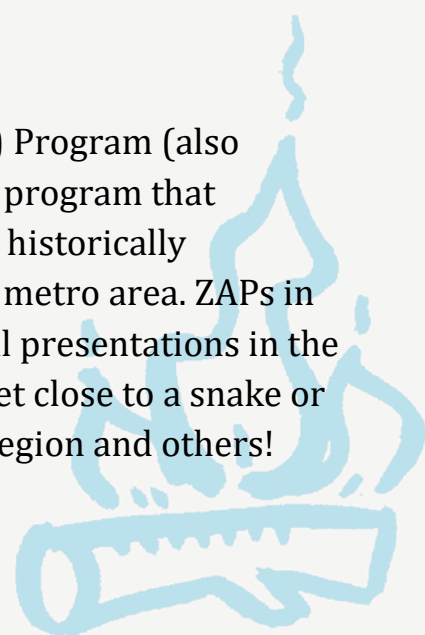 ) Program (also
program that
historically
metro area. ZAPs in
l presentations in the
et close to a snake or
egion and others!